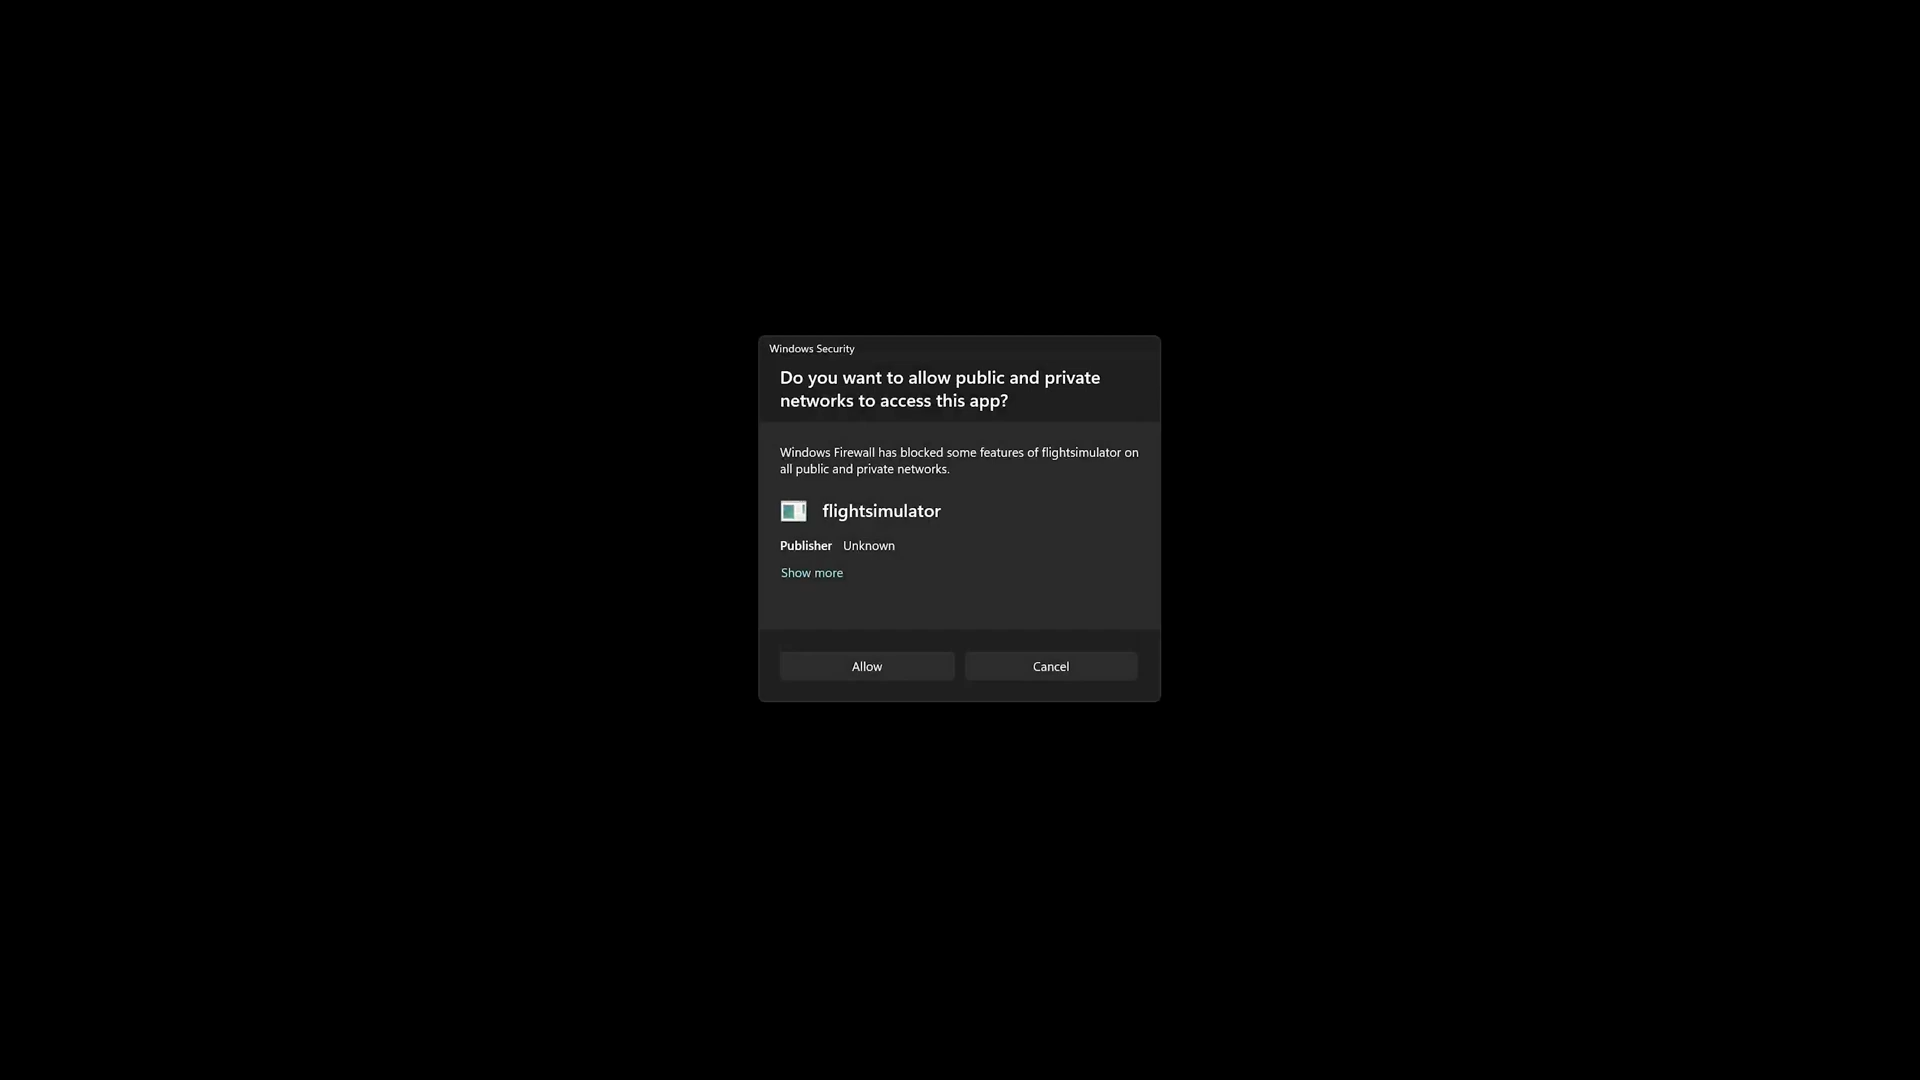 Windows Security
Do you want to allow public and private
networks to access this app?
Windows Firewall has blocked some features of flightsimulator on
all public and private networks.
flightsimulator
Publisher Unknown
Show more
Allow Cancel